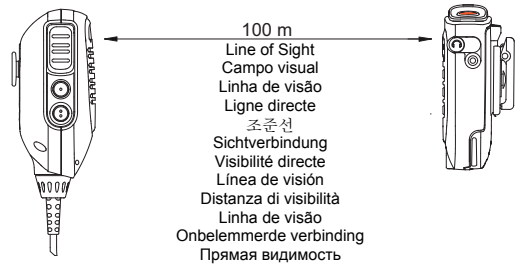 100 m
Line of Sight
Campo visual
Linha de visão
Ligne directe
조준선
Sichtverbindung
Visibilité directe
Línea de visión
Distanza di visibilità
Linha de visão
Onbelemmerde verbinding
Прямая видимость